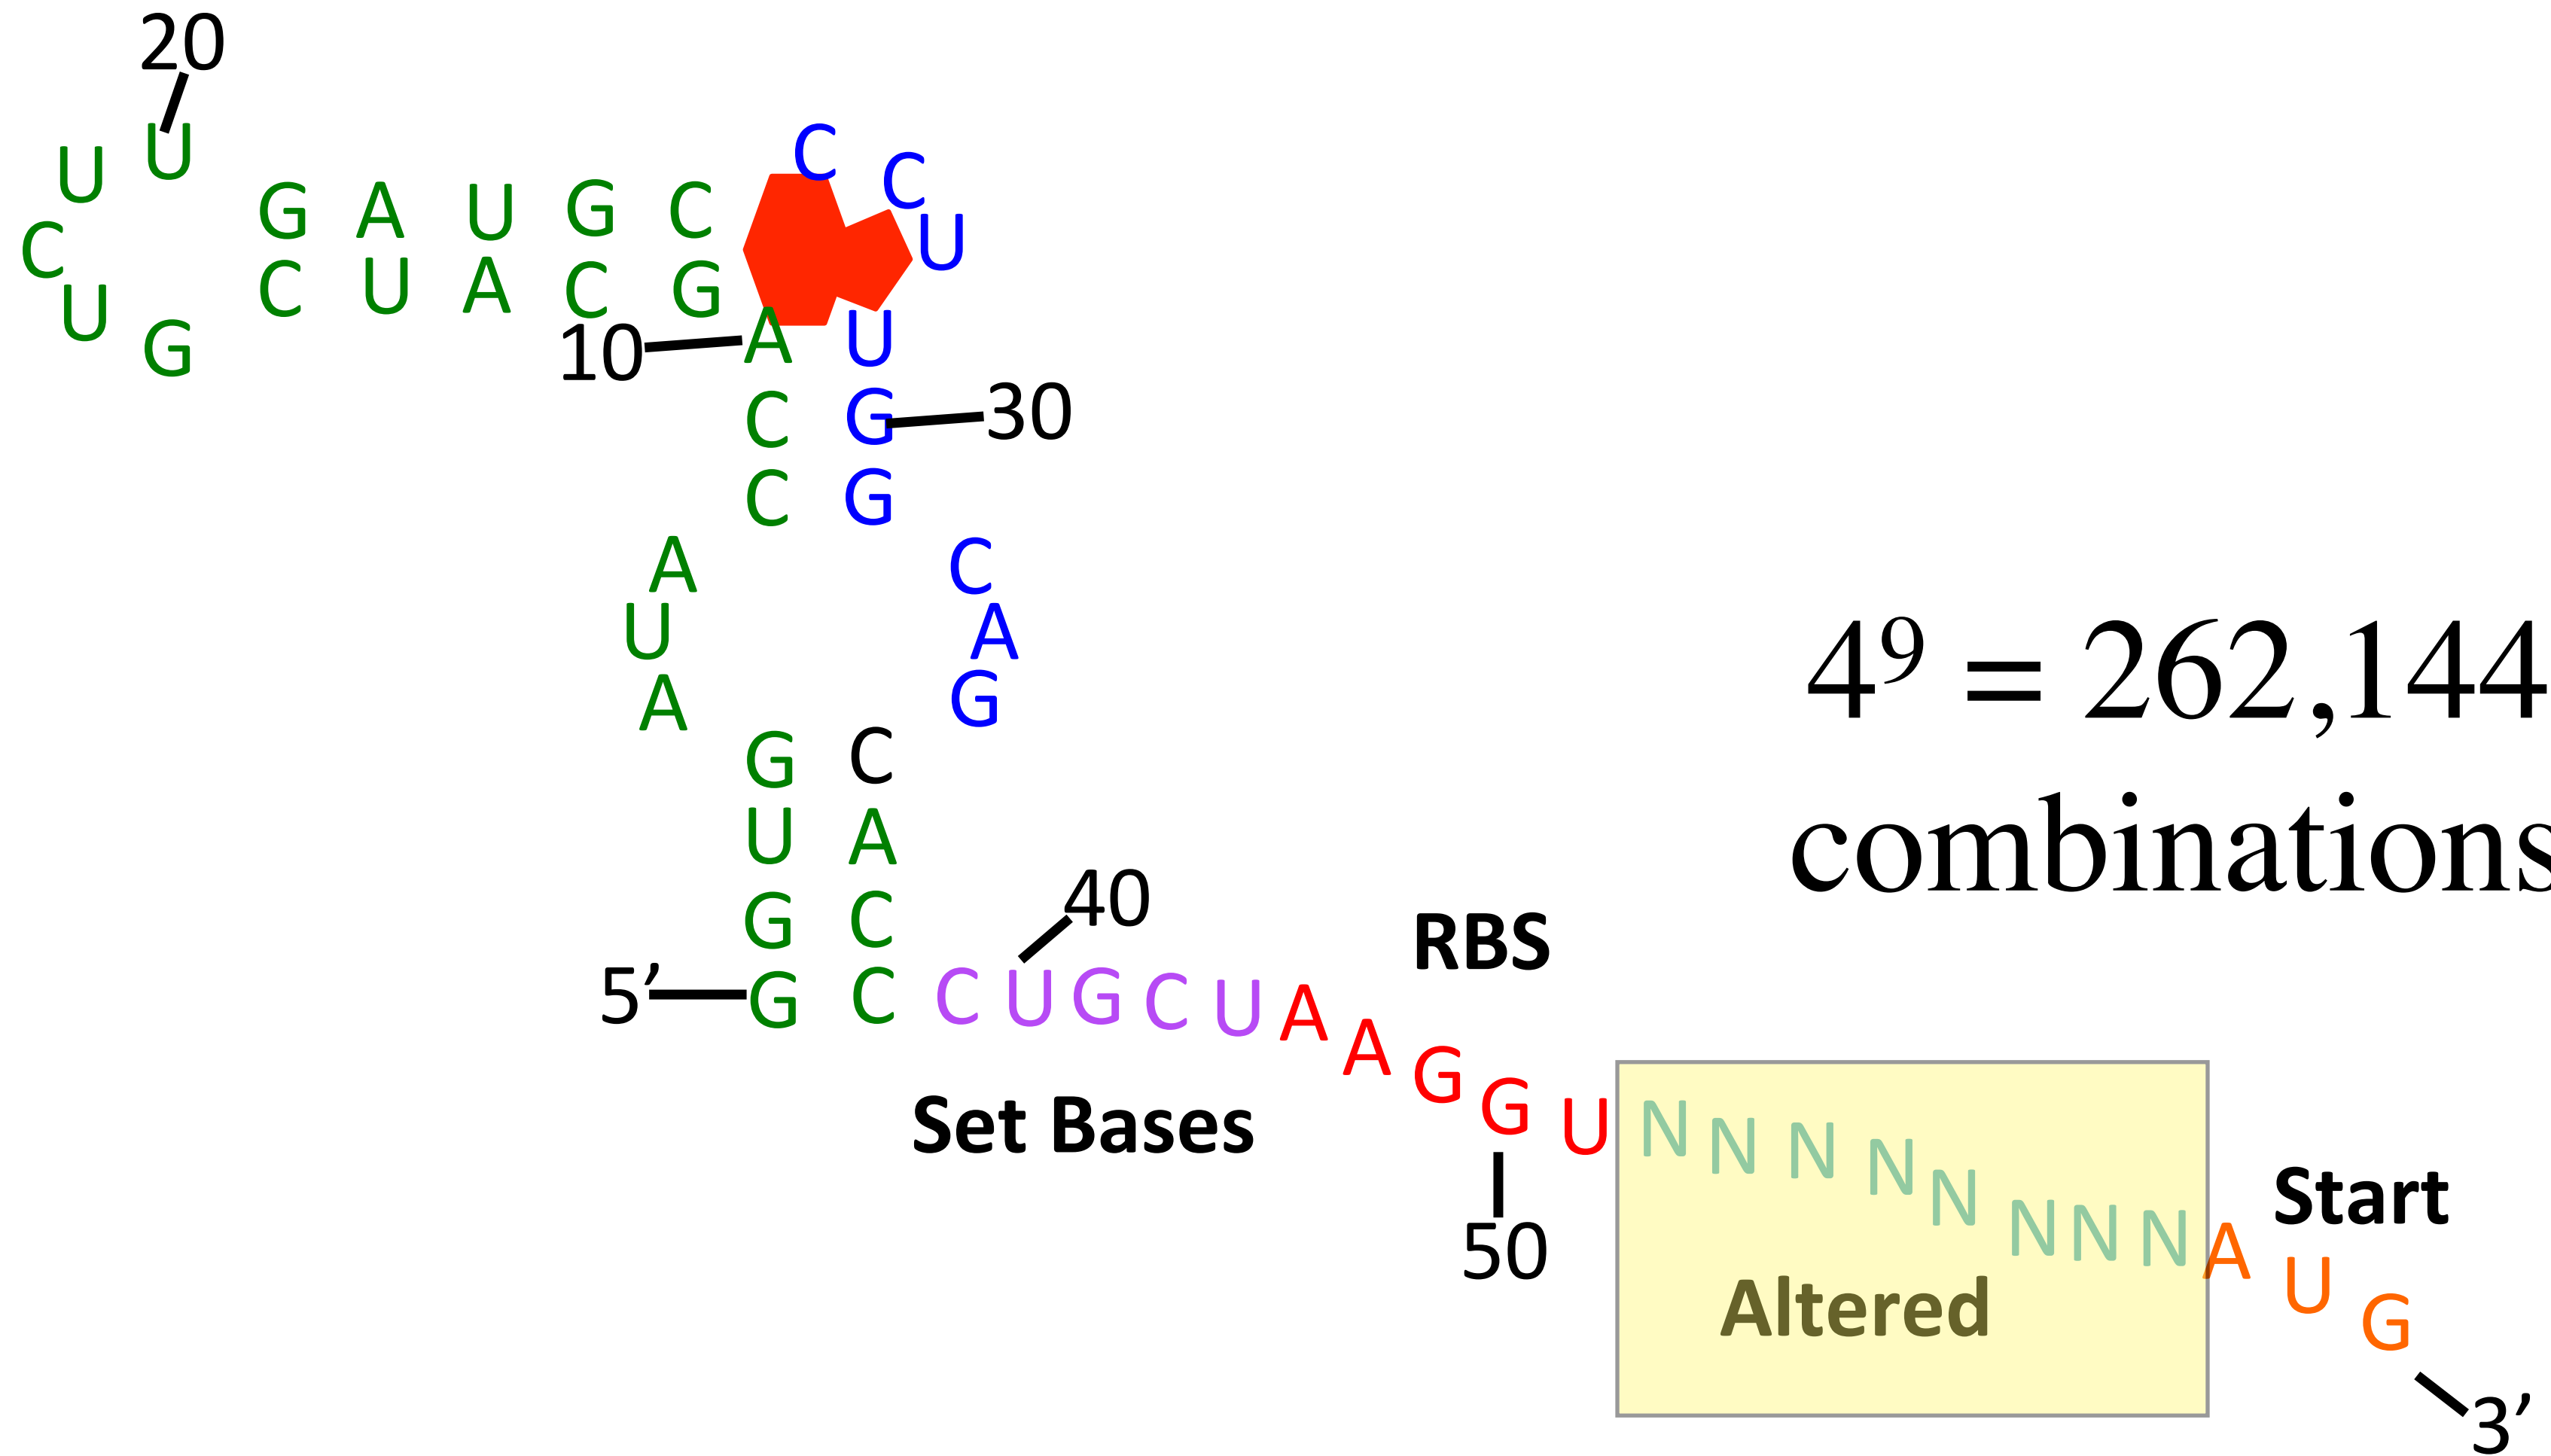 20
U U
C
U G
G A U G C
C U A C G
C C U
10 A U
C G 30
C G
A C
U A
A G
G C
U A
G C
5’ G C C U G C U A A G G U N N N N N N N N A U G 3’
40
RBS
Set Bases
50
Altered
Start
4⁹ = 262,144
combinations